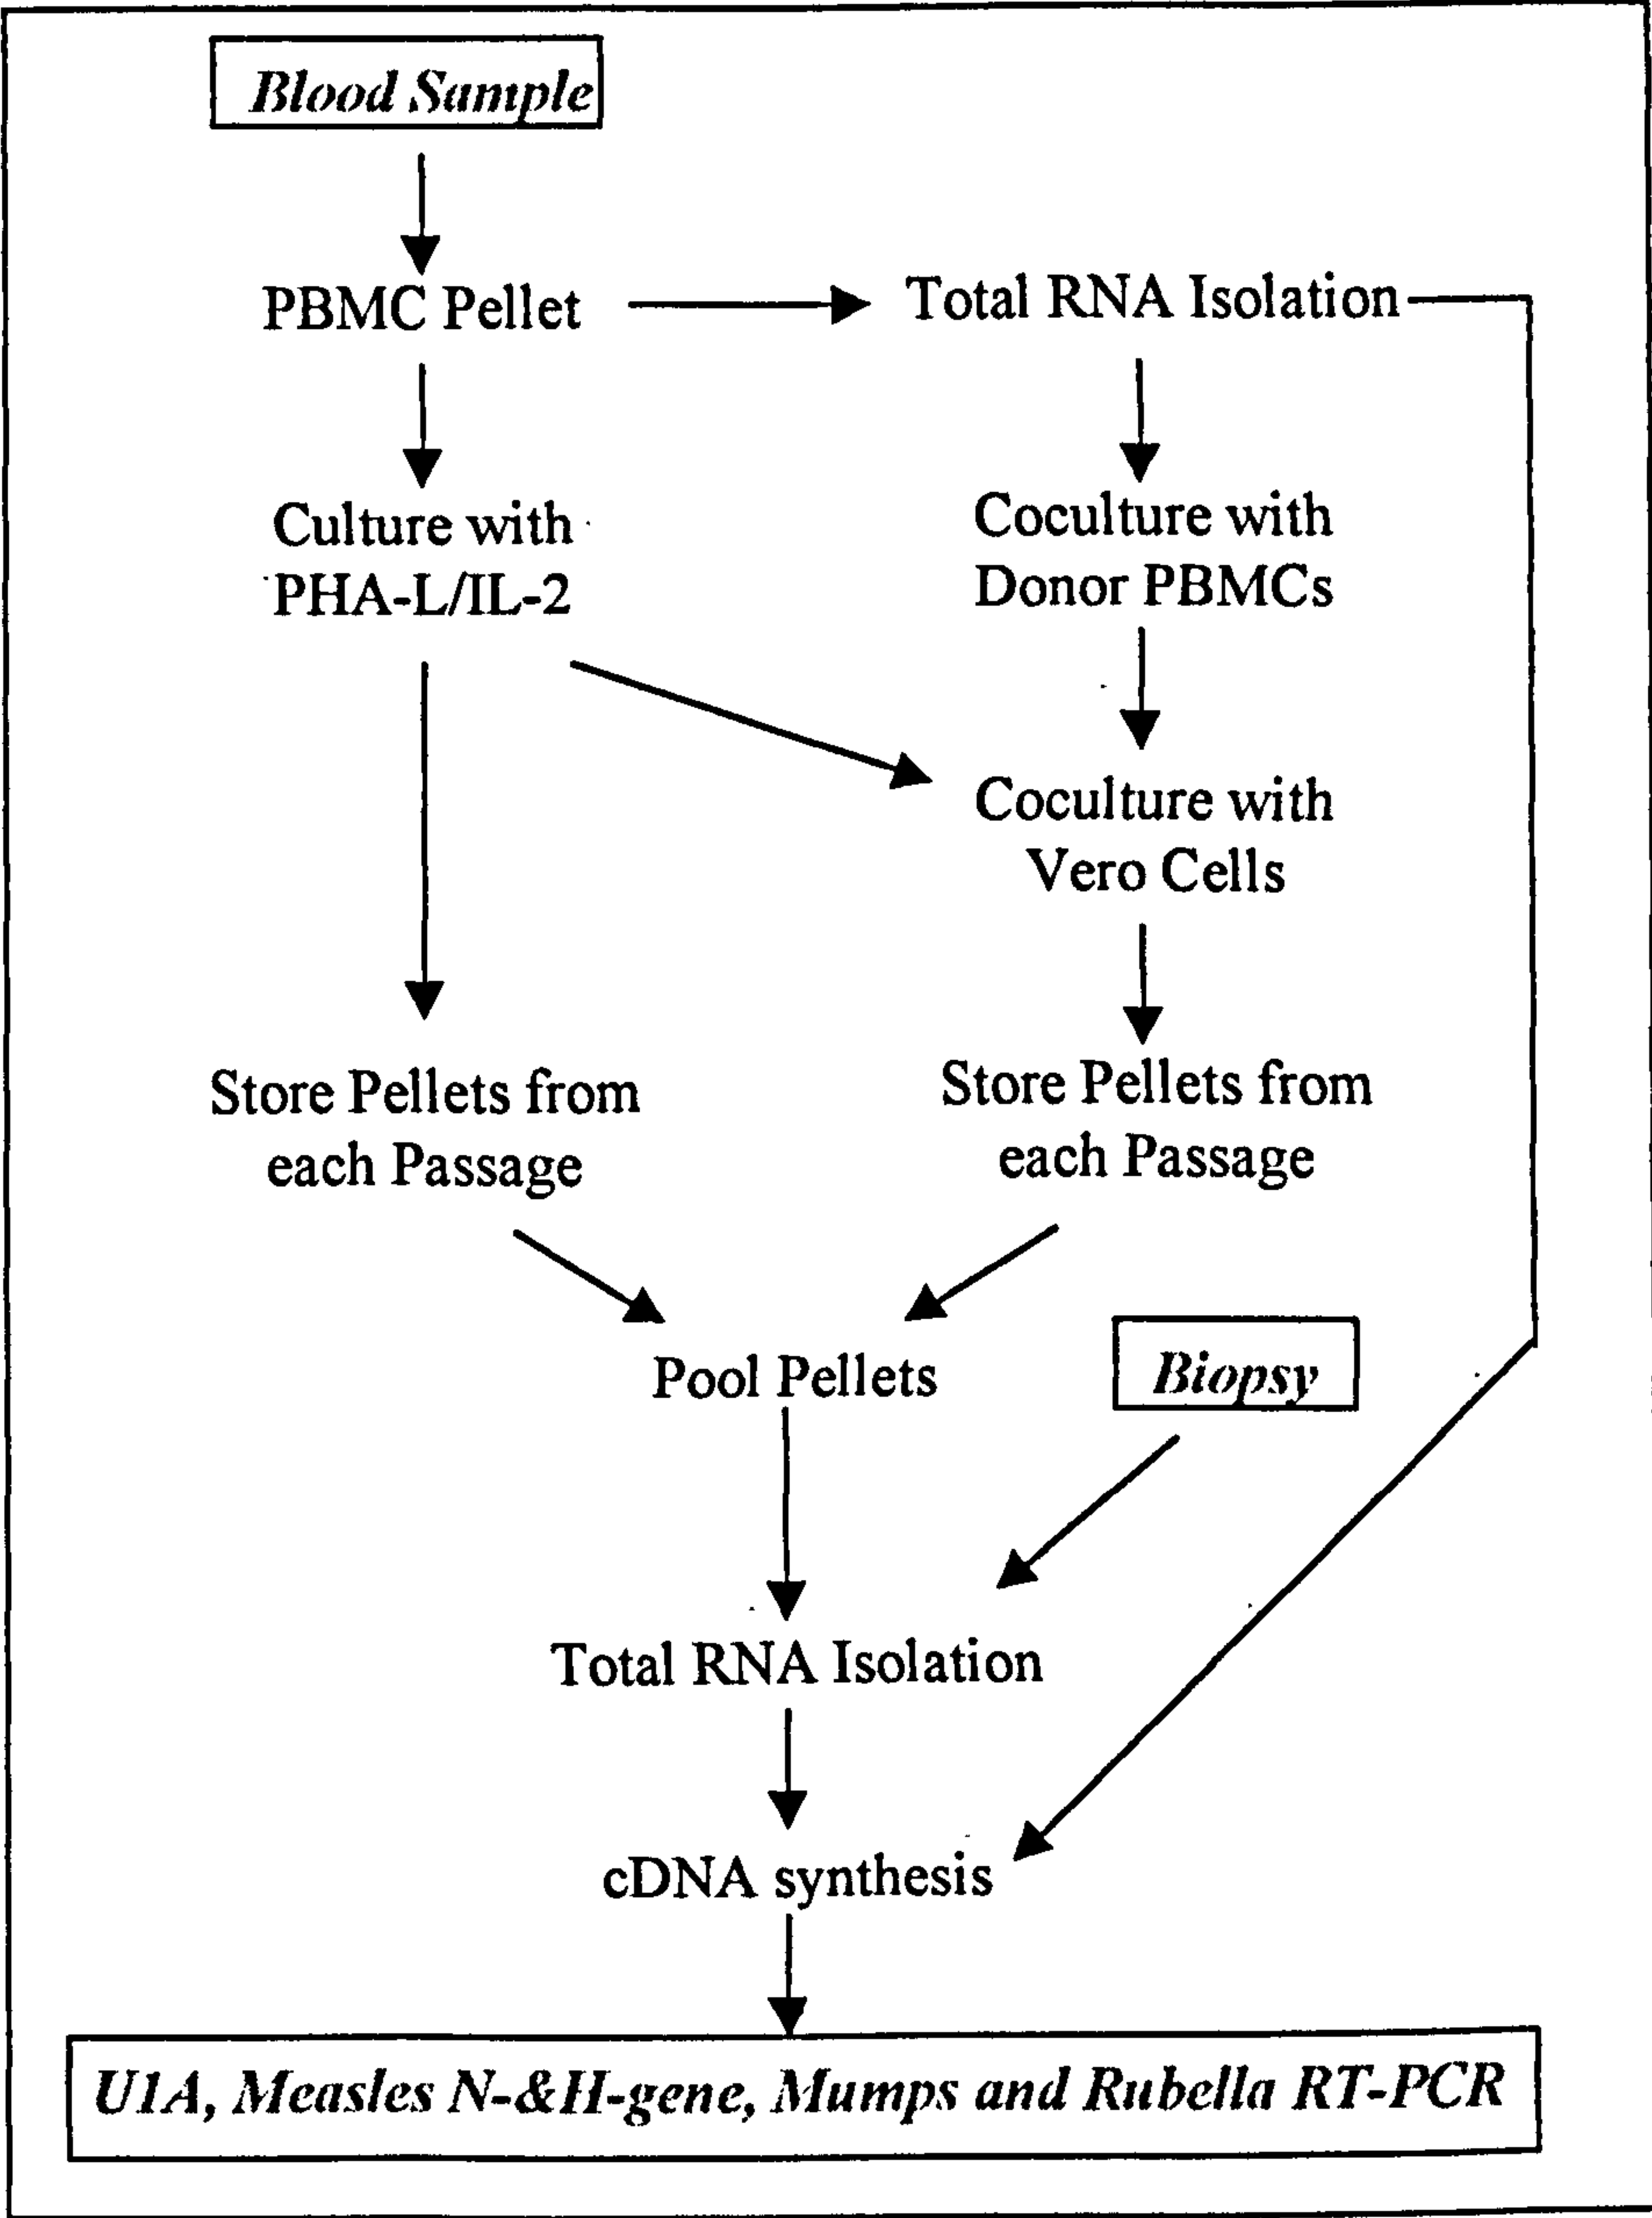 Blood Sample
PBMC Pellet
Total RNA Isolation
Culture with
PHA-L/IL-2
Coculture with
Donor PBMCs
Coculture with
Vero Cells
Store Pellets from
each Passage
Store Pellets from
each Passage
Pool Pellets
Biopsy
Total RNA Isolation
cDNA synthesis
U1A, Measles N-&H-gene, Mumps and Rubella RT-PCR